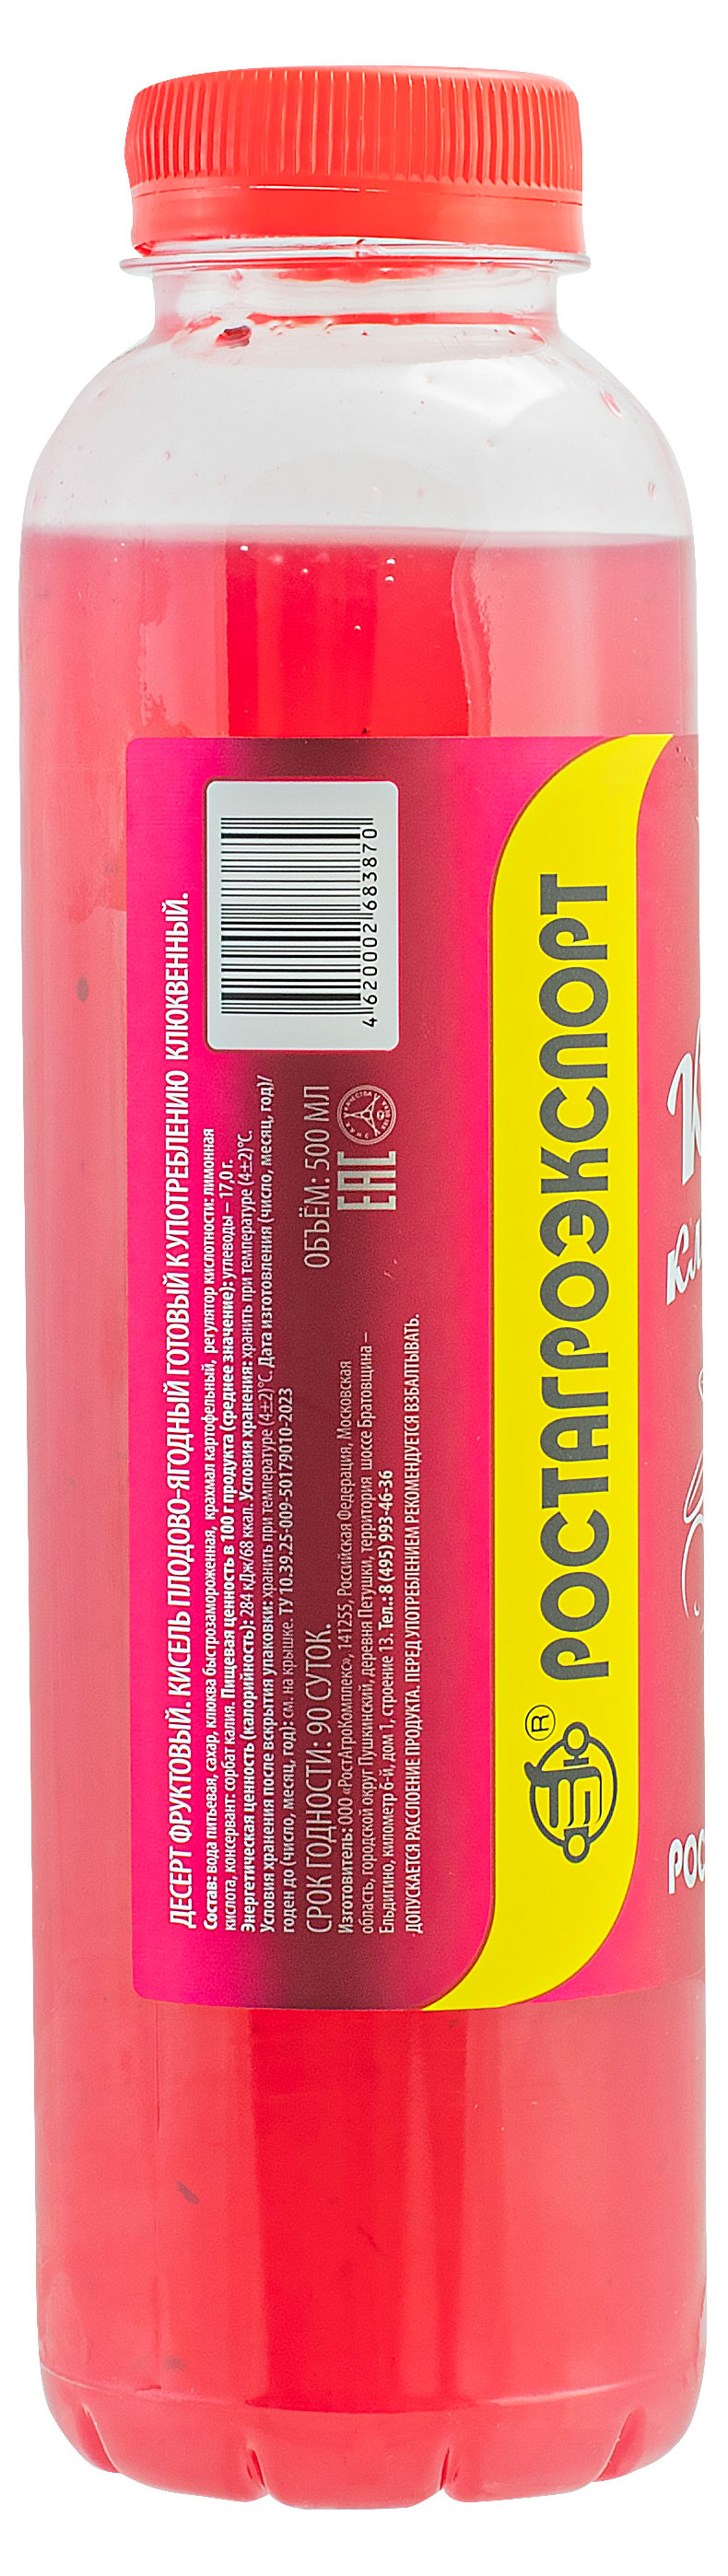 ДЕСЕРТ ФРУКТОВЫЙ. КИСЕЛЬ ПЛОДОВО-ЯГОДНЫЙ ГОТОВЫЙ К УПОТРЕБЛЕНИЮ КЛЮКВЕННЫЙ.
Состав: вода питьевая, сахар, клюква быстрозамороженная, крахмал картофельный, регулятор кислотности: лимонная
кислота, консервант: сорбат калия. Пищевая ценность в 100 г продукта (среднее значение): углеводы – 17,0 г.
Энергетическая ценность (калорийность): 284 кДж/68 ккал. Условия хранения: хранить при температуре (4±2)°С.
Условия хранения после вскрытия упаковки: хранить при температуре (4±2)°С. Дата изготовления (число, месяц, год)/
годен до (число, месяц, год): см. на крышке. ТУ 10.39.25-009-50179010-2023
СРОК ГОДНОСТИ: 90 СУТОК.
ОБЪЁМ: 500 МЛ
Изготовитель: ООО «РостАгроКомплекс», 141255, Российская Федерация, Московская
область, городской округ Пушкинский, деревня Петушки, территория шоссе Братовщина –
Ельдигино, километр 6-й, дом 1, строение 13. Тел.: 8 (495) 993-46-36
ДОПУСКАЕТСЯ РАССЛОЕНИЕ ПРОДУКТА. ПЕРЕД УПОТРЕБЛЕНИЕМ РЕКОМЕНДУЕТСЯ ВЗБАЛТЫВАТЬ.
EAC
4 620002 683870
® РОСТАГРОЭКСПОРТ
К
Кл
РОС